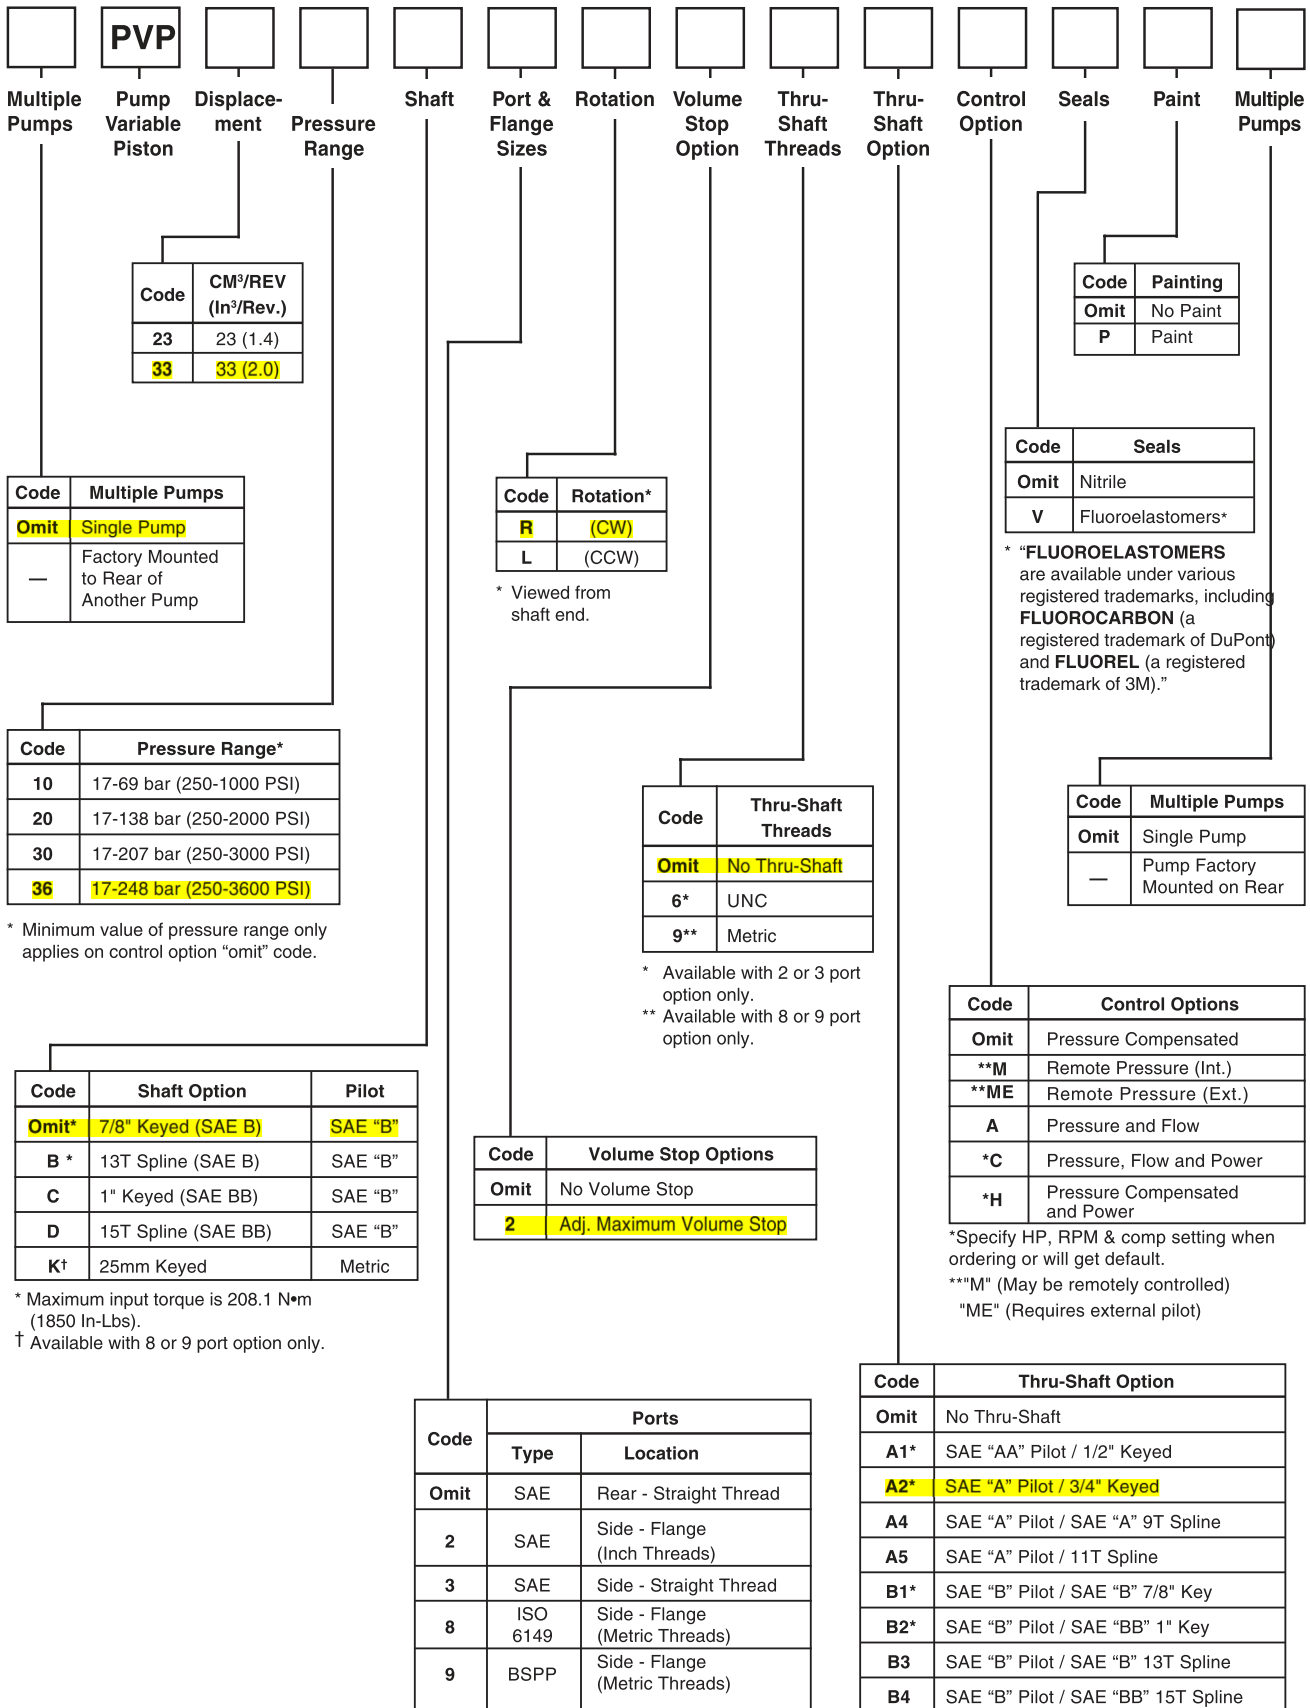 PVP
Multiple Pumps
Pump Variable Piston
Displace-ment
Pressure Range
Shaft
Port & Flange Sizes
Rotation
Volume Stop Option
Thru-Shaft Threads
Thru-Shaft Option
Control Option
Seals
Paint
Multiple Pumps
Code CM³/REV (In³/Rev.)
23 23 (1.4)
33 33 (2.0)
Code Painting
Omit No Paint
P Paint
Code Seals
Omit Nitrile
V Fluoroelastomers*
* “FLUOROELASTOMERS
are available under various
registered trademarks, including
FLUOROCARBON (a
registered trademark of DuPont)
and FLUOREL (a registered
trademark of 3M).”
Code Multiple Pumps
Omit Single Pump
— Factory Mounted
to Rear of
Another Pump
Code Rotation*
R (CW)
L (CCW)
* Viewed from
shaft end.
Code Pressure Range*
10 17-69 bar (250-1000 PSI)
20 17-138 bar (250-2000 PSI)
30 17-207 bar (250-3000 PSI)
36 17-248 bar (250-3600 PSI)
* Minimum value of pressure range only
applies on control option “omit” code.
Code Thru-Shaft Threads
Omit No Thru-Shaft
6* UNC
9** Metric
* Available with 2 or 3 port
option only.
** Available with 8 or 9 port
option only.
Code Multiple Pumps
Omit Single Pump
— Pump Factory
Mounted on Rear
Code Control Options
Omit Pressure Compensated
**M Remote Pressure (Int.)
**ME Remote Pressure (Ext.)
A Pressure and Flow
*C Pressure, Flow and Power
*H Pressure Compensated
and Power
*Specify HP, RPM & comp setting when
ordering or will get default.
**"M" (May be remotely controlled)
"ME" (Requires external pilot)
Code Shaft Option Pilot
Omit* 7/8" Keyed (SAE B) SAE “B”
B * 13T Spline (SAE B) SAE “B”
C 1" Keyed (SAE BB) SAE “B”
D 15T Spline (SAE BB) SAE “B”
K† 25mm Keyed Metric
* Maximum input torque is 208.1 N•m
(1850 In-Lbs).
† Available with 8 or 9 port option only.
Code Volume Stop Options
Omit No Volume Stop
2 Adj. Maximum Volume Stop
Code Ports
Type Location
Omit SAE Rear - Straight Thread
2 SAE Side - Flange
(Inch Threads)
3 SAE Side - Straight Thread
8 ISO 6149 Side - Flange
(Metric Threads)
9 BSPP Side - Flange
(Metric Threads)
Code Thru-Shaft Option
Omit No Thru-Shaft
A1* SAE “AA” Pilot / 1/2" Keyed
A2* SAE “A” Pilot / 3/4" Keyed
A4 SAE “A” Pilot / SAE “A” 9T Spline
A5 SAE “A” Pilot / 11T Spline
B1* SAE “B” Pilot / SAE “B” 7/8" Key
B2* SAE “B” Pilot / SAE “BB” 1" Key
B3 SAE “B” Pilot / SAE “B” 13T Spline
B4 SAE “B” Pilot / SAE “BB” 15T Spline